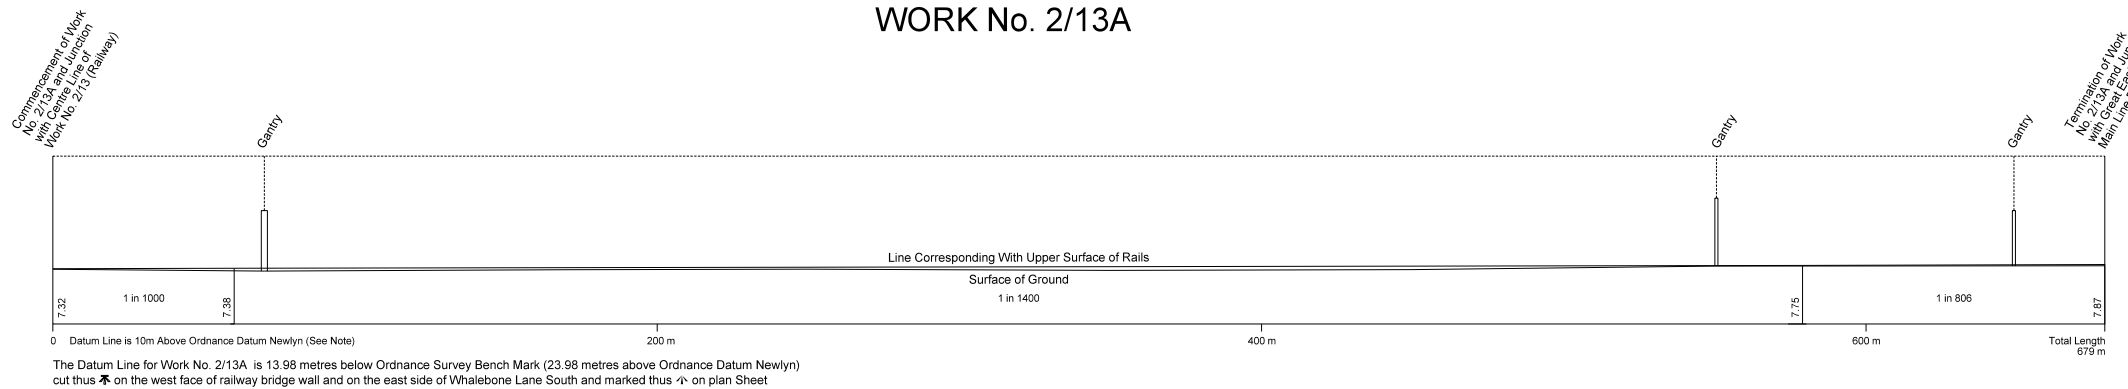 WORK No. 2/13A
Commencement of Work
No. 2/13A and Junction
with Centre Line of
Work No. 2/13 (Railway)
Gantry
Gantry
Gantry
Termination of Work
No. 2/13A and
with Great
Main Line
Line Corresponding With Upper Surface of Rails
Surface of Ground
7.32
1 in 1000
7.38
1 in 1400
7.75
1 in 806
7.87
0
Datum Line is 10m Above Ordnance Datum Newlyn (See Note)
200 m
400 m
600 m
Total Length
679 m
The Datum Line for Work No. 2/13A is 13.98 metres below Ordnance Survey Bench Mark (23.98 metres above Ordnance Datum Newlyn)
cut thus on the west face of railway bridge wall and on the east side of Whalebone Lane South and marked thus on plan Sheet